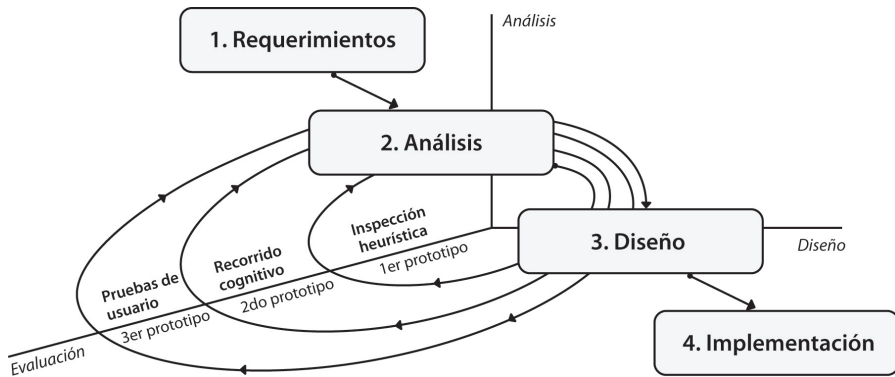 1. Requerimientos
Análisis
2. Análisis
Inspección
heurística
1er prototipo
Recorrido
cognitivo
2do prototipo
Pruebas de
usuario
3er prototipo
Evaluación
3. Diseño
Diseño
4. Implementación